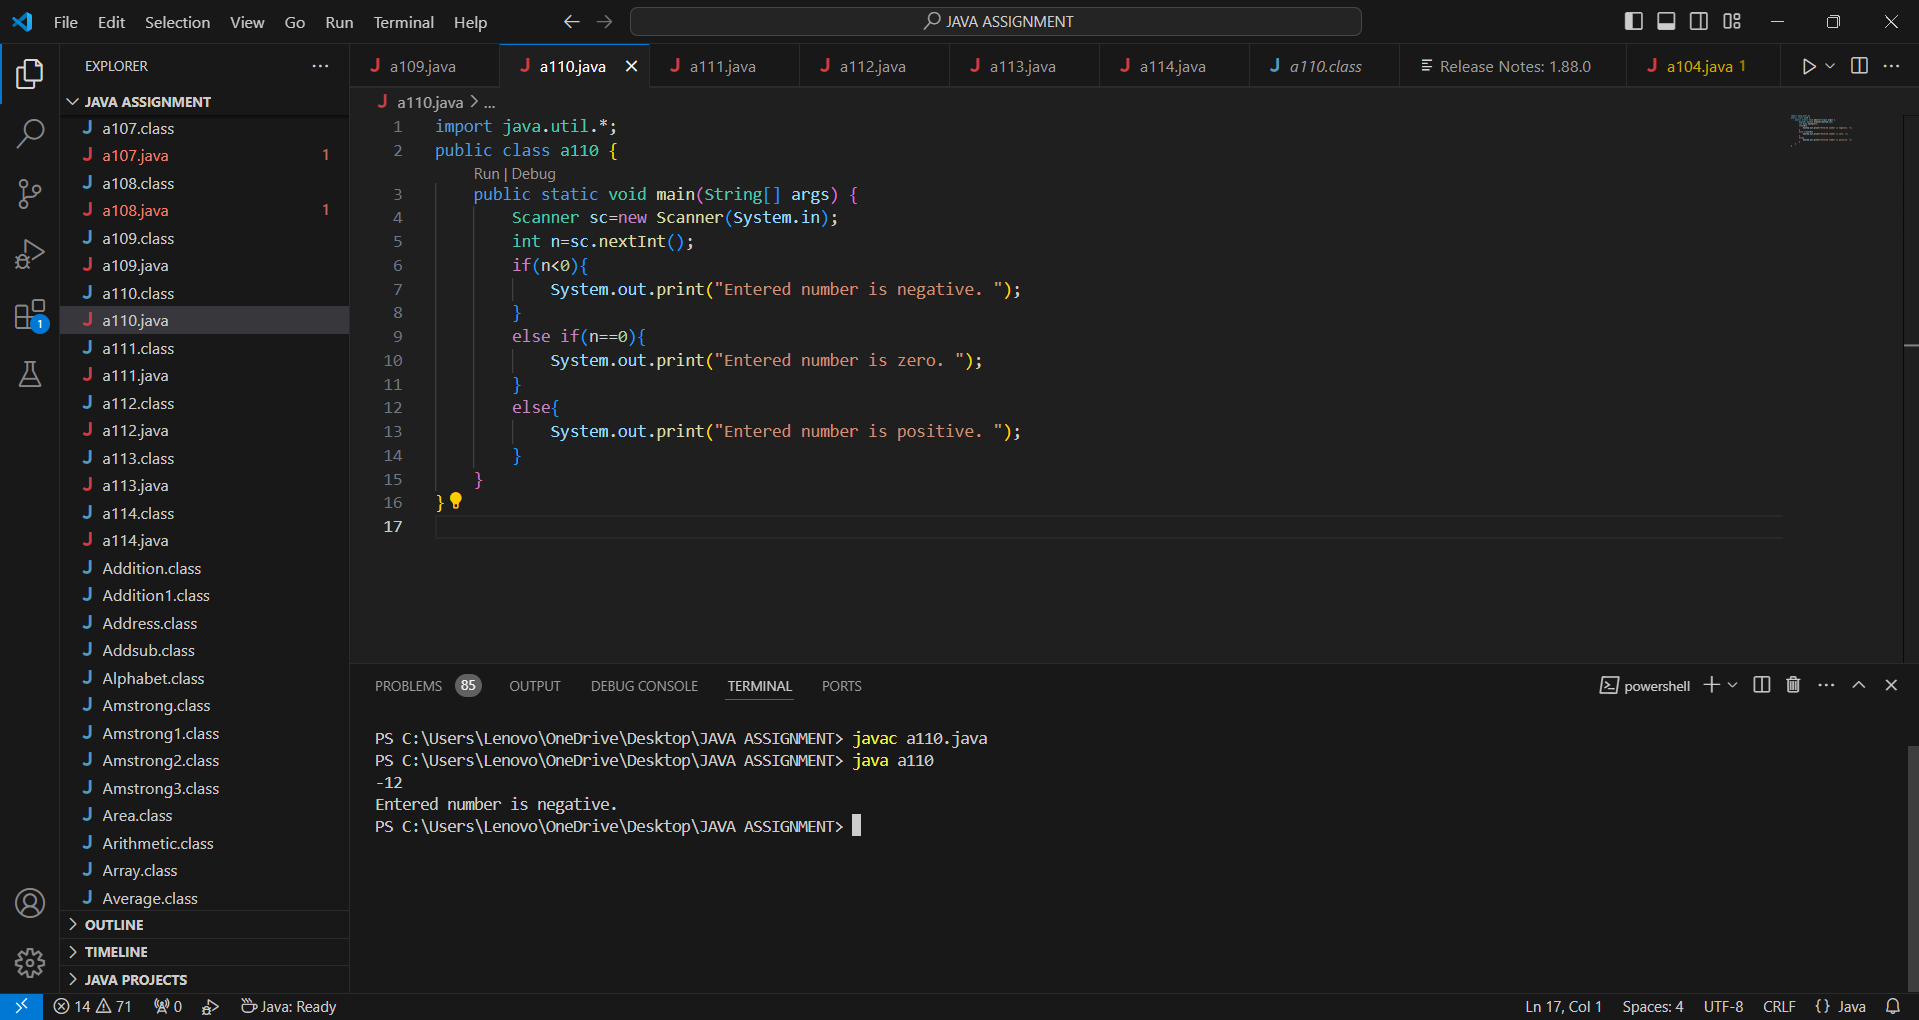 File Edit Selection View Go Run Terminal Help
JAVA ASSIGNMENT
EXPLORER
JAVA ASSIGNMENT
a107.class
a107.java 1
a108.class
a108.java 1
a109.class
a109.java
a110.class
a110.java
a111.class
a111.java
a112.class
a112.java
a113.class
a113.java
a114.class
a114.java
Addition.class
Addition1.class
Address.class
Addsub.class
Alphabet.class
Amstrong.class
Amstrong1.class
Amstrong2.class
Amstrong3.class
Area.class
Arithmetic.class
Array.class
Average.class
OUTLINE
TIMELINE
JAVA PROJECTS
1
a109.java a110.java a111.java a112.java a113.java a114.java a110.class Release Notes: 1.88.0 a104.java 1
a110.java > ...
1 import java.util.*;
2 public class a110 {
Run | Debug
3 public static void main(String[] args) {
4 Scanner sc=new Scanner(System.in);
5 int n=sc.nextInt();
6 if(n<0){
7 System.out.print("Entered number is negative. ");
8 }
9 else if(n==0){
10 System.out.print("Entered number is zero. ");
11 }
12 else{
13 System.out.print("Entered number is positive. ");
14 }
15 }
16 }
17
PROBLEMS 85 OUTPUT DEBUG CONSOLE TERMINAL PORTS
powershell
PS C:\Users\Lenovo\OneDrive\Desktop\JAVA ASSIGNMENT> javac a110.java
PS C:\Users\Lenovo\OneDrive\Desktop\JAVA ASSIGNMENT> java a110
-12
Entered number is negative.
PS C:\Users\Lenovo\OneDrive\Desktop\JAVA ASSIGNMENT>
14 71 0 Java: Ready
Ln 17, Col 1 Spaces: 4 UTF-8 CRLF {} Java